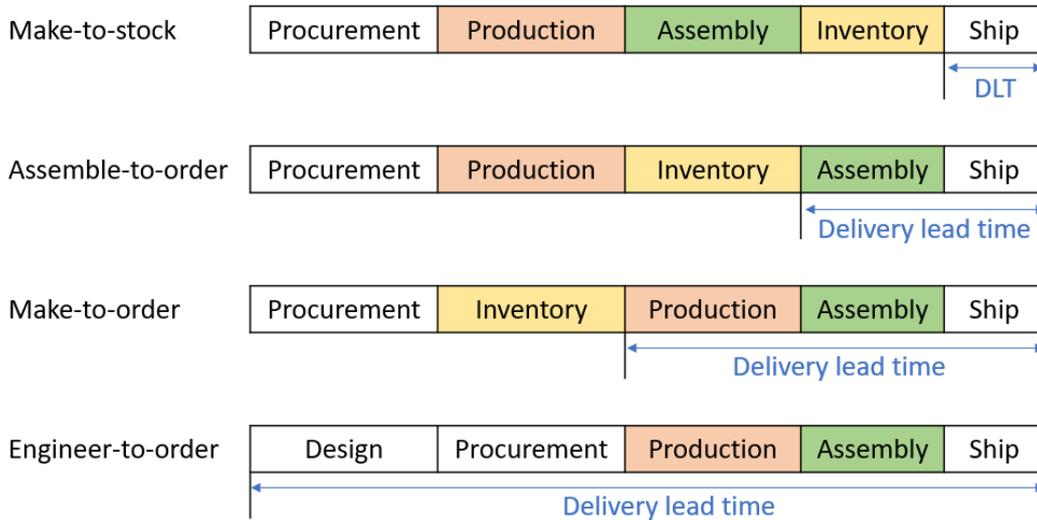 Make-to-stock Procurement Production Assembly Inventory Ship
DLT
Assemble-to-order Procurement Production Inventory Assembly Ship
Delivery lead time
Make-to-order Procurement Inventory Production Assembly Ship
Delivery lead time
Engineer-to-order Design Procurement Production Assembly Ship
Delivery lead time